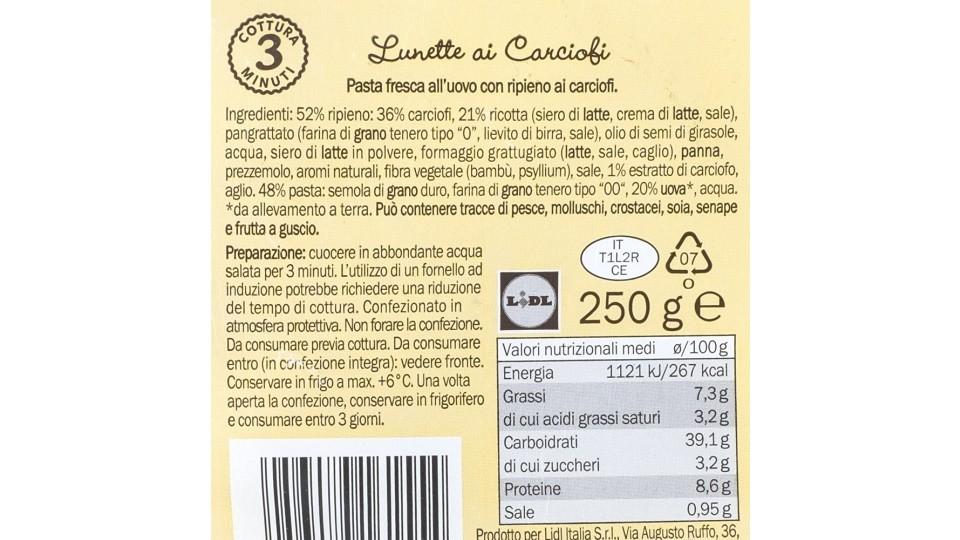 COTTURA
3
MINUTI
Lunette ai Carciofi
Pasta fresca all'uovo con ripieno ai carciofi.
Ingredienti: 52% ripieno: 36% carciofi, 21% ricotta (siero di latte, crema di latte, sale),
pangrattato (farina di grano tenero tipo "0", lievito di birra, sale), olio di semi di girasole,
acqua, siero di latte in polvere, formaggio grattugiato (latte, sale, caglio), panna,
prezzemolo, aromi naturali, fibra vegetale (bambù, psyllium), sale, 1% estratto di carciofo,
aglio. 48% pasta: semola di grano duro, farina di grano tenero tipo "00", 20% uova*, acqua.
*da allevamento a terra. Può contenere tracce di pesce, molluschi, crostacei, soia, senape
e frutta a guscio.
Preparazione: cuocere in abbondante acqua
salata per 3 minuti. L'utilizzo di un fornello ad
induzione potrebbe richiedere una riduzione
del tempo di cottura. Confezionato in
atmosfera protettiva. Non forare la confezione.
Da consumare previa cottura. Da consumare
entro (in confezione integra): vedere fronte.
Conservare in frigo a max. +6°C. Una volta
aperta la confezione, conservare in frigorifero
e consumare entro 3 giorni.
IT
T1L2R
CE
07
O
LIDL
250 g e
Valori nutrizionali medi ø/100g
Energia 1121 kJ/267 kcal
Grassi 7,3 g
di cui acidi grassi saturi 3,2 g
Carboidrati 39,1 g
di cui zuccheri 3,2 g
Proteine 8,6 g
Sale 0,95 g
Prodotto per Lidl Italia S.r.l., Via Augusto Ruffo, 36,